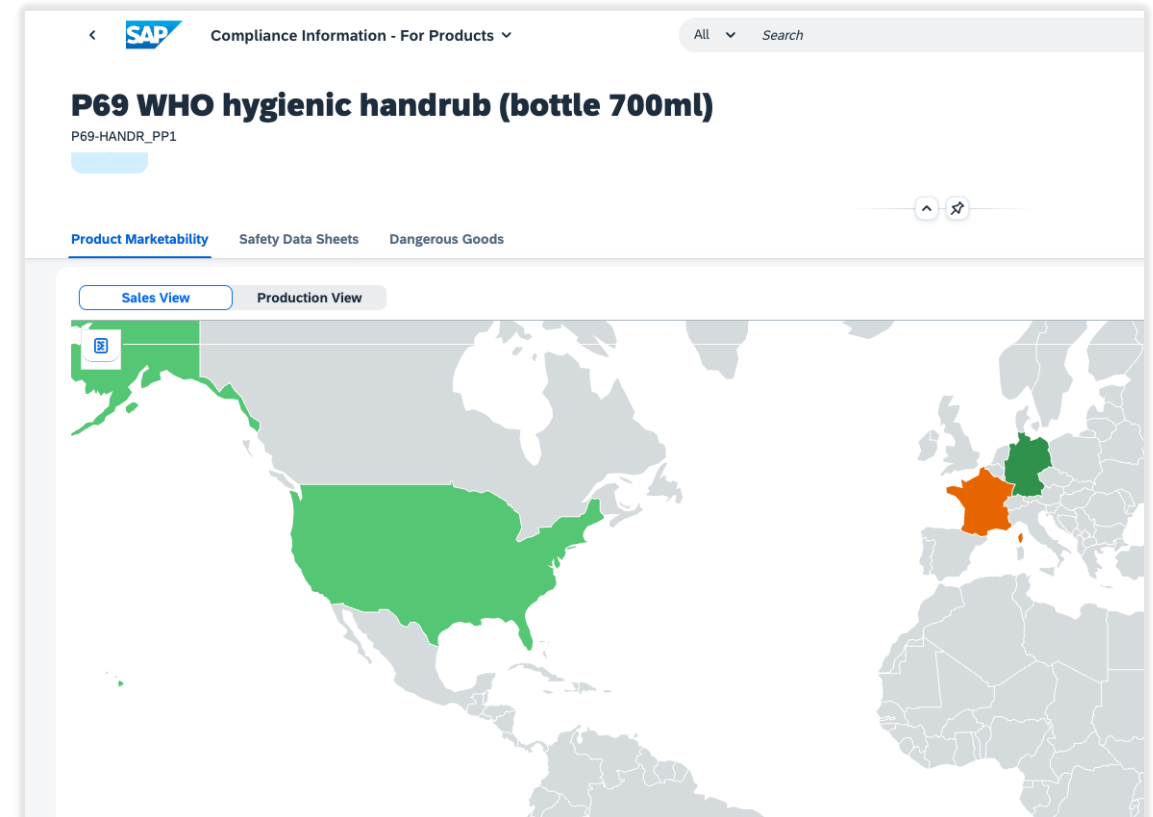 SAP Compliance Information - For Products All Search
P69 WHO hygienic handrub (bottle 700ml)
P69-HANDR_PP1
Product Marketability Safety Data Sheets Dangerous Goods
Sales View Production View